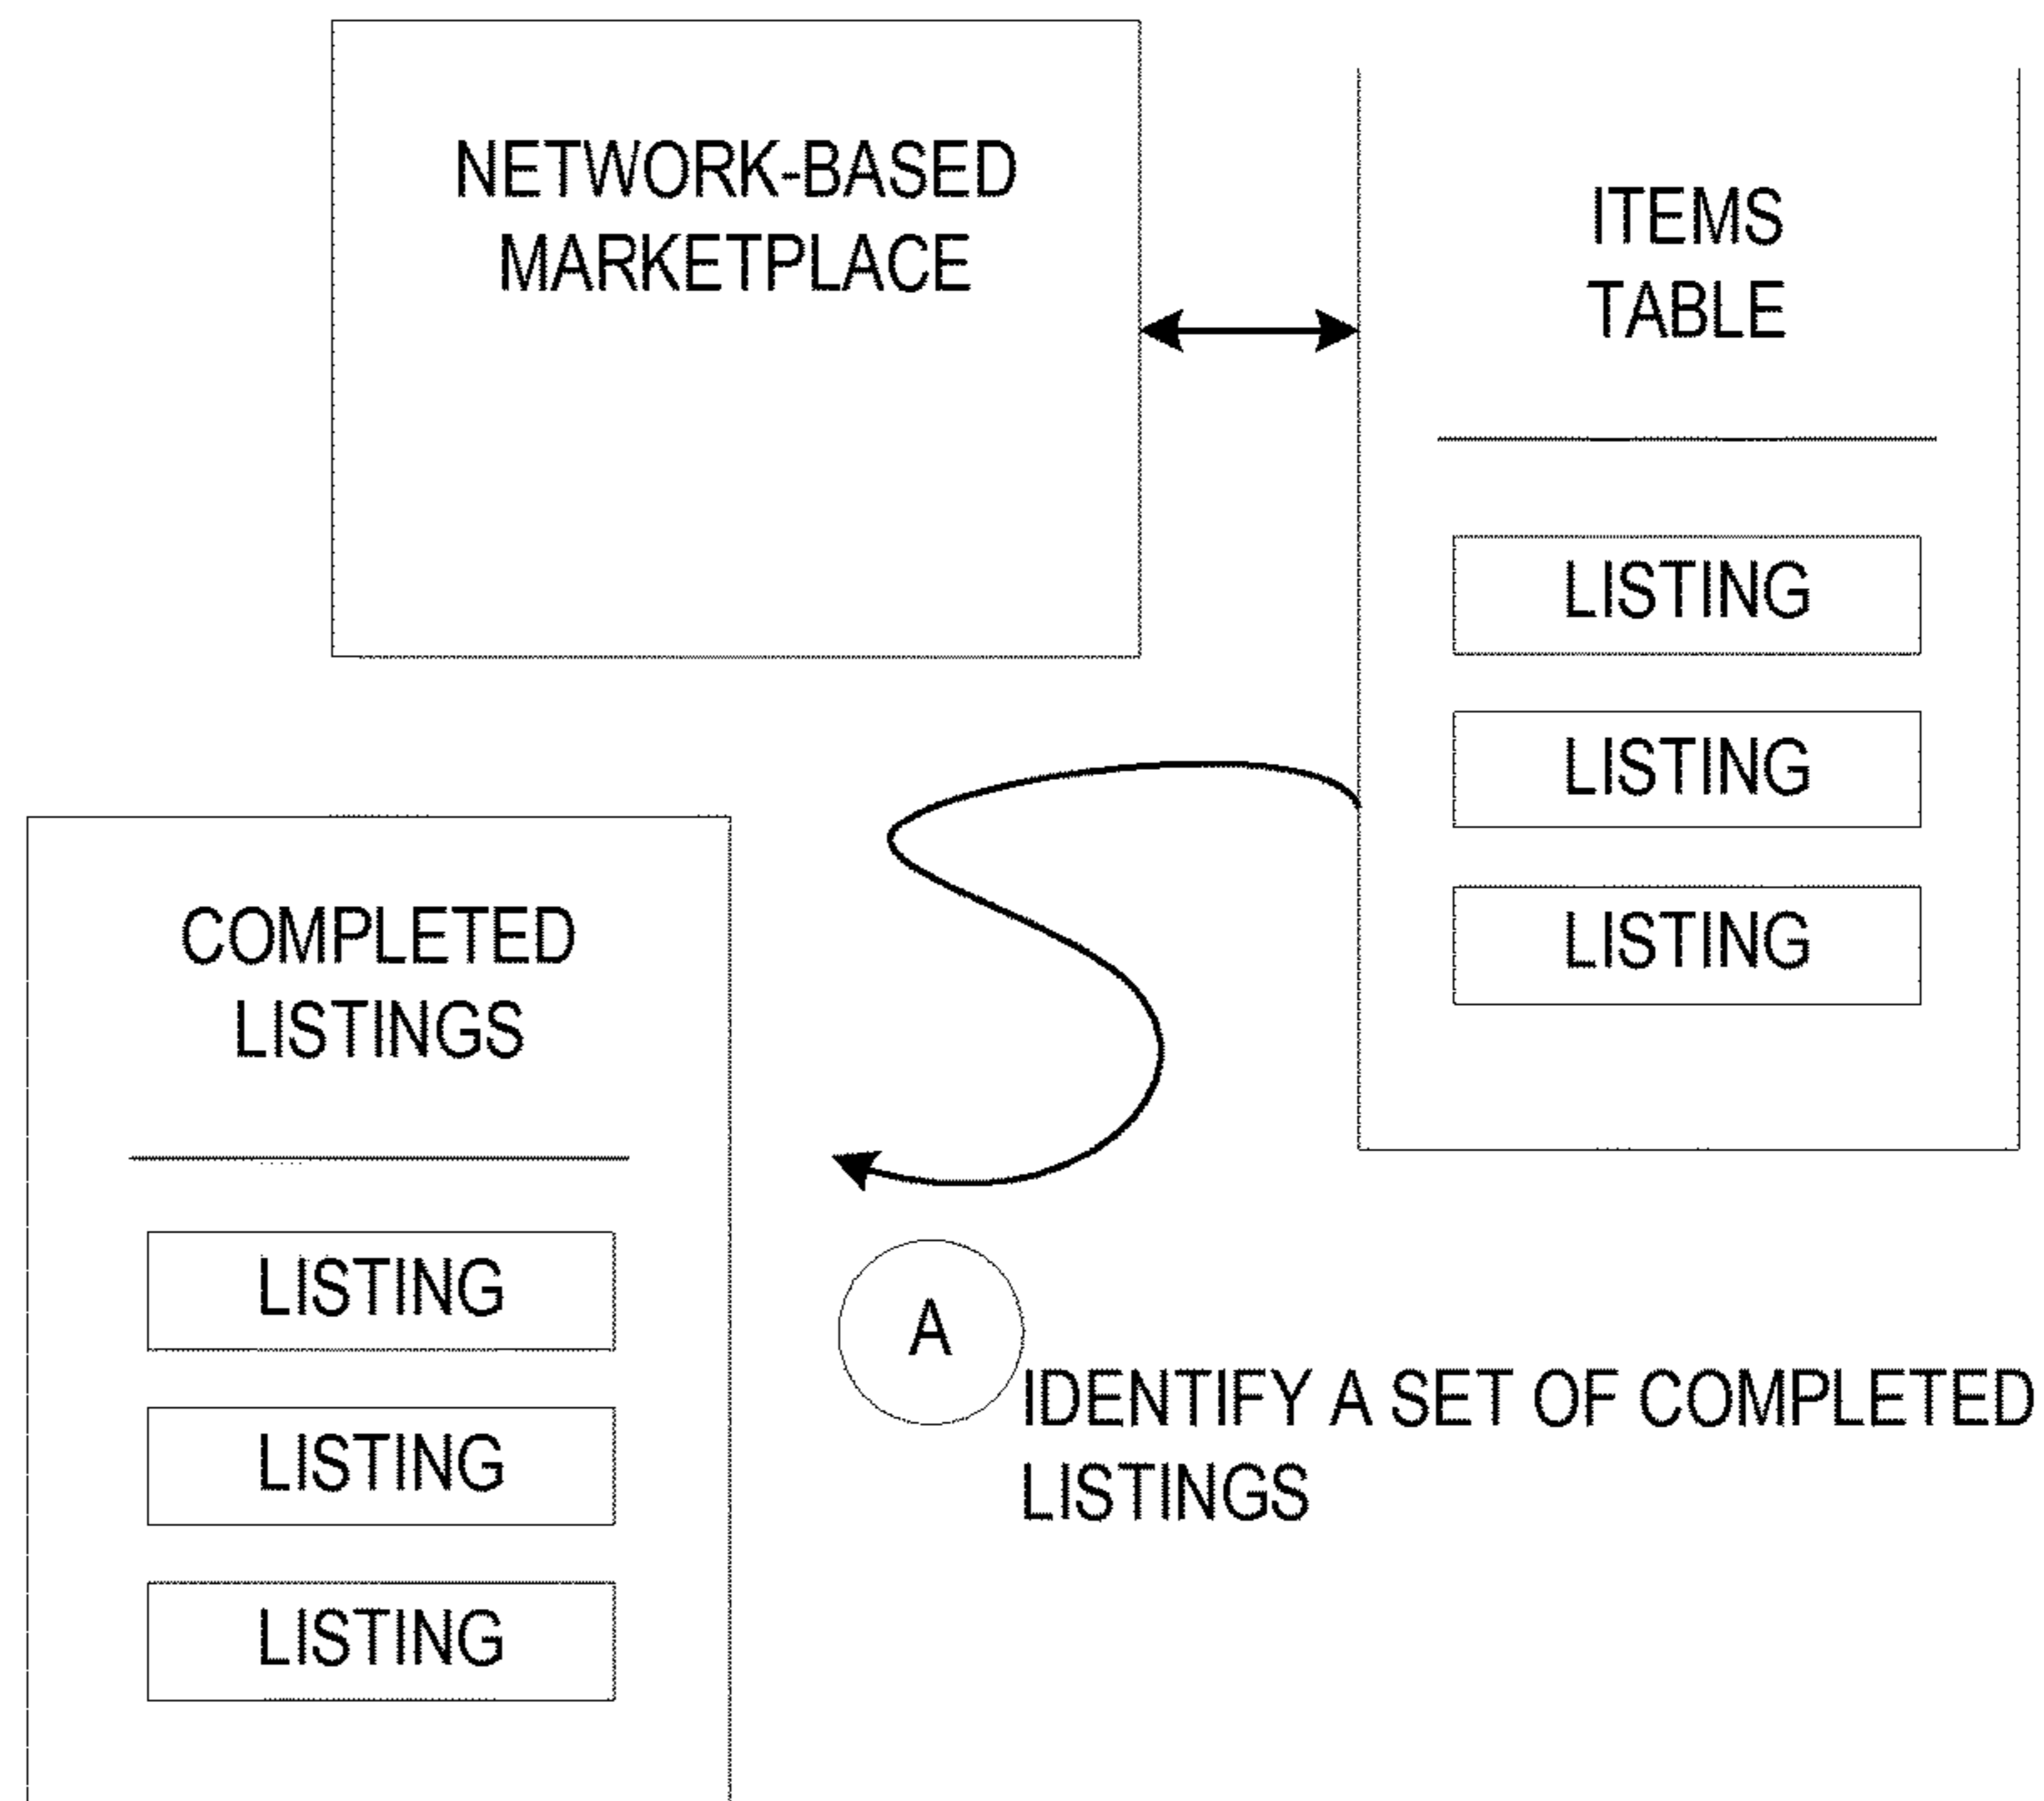 NETWORK-BASED
MARKETPLACE
ITEMS
TABLE
LISTING
LISTING
LISTING
COMPLETED
LISTINGS
LISTING
LISTING
LISTING
A
IDENTIFY A SET OF COMPLETED
LISTINGS